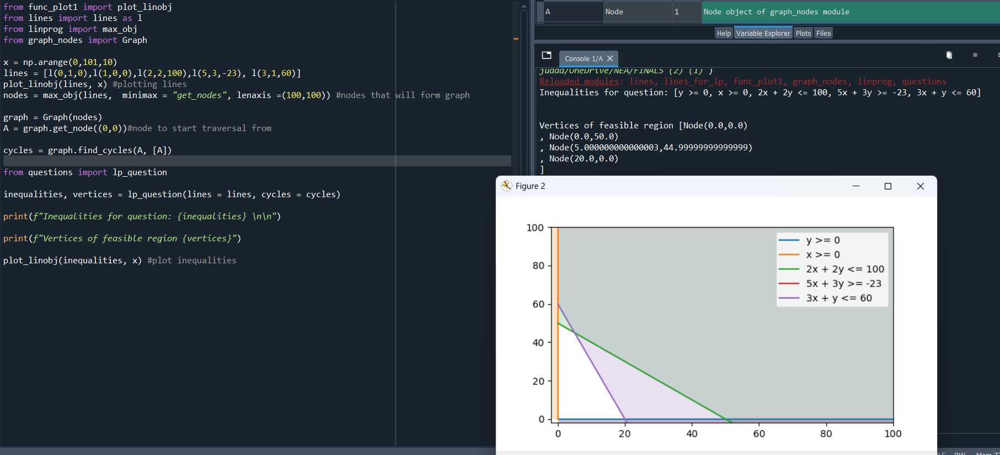 from func_plot1 import plot_linobj
from lines import lines as l
from linprog import max_obj
from graph_nodes import Graph
x = np.arange(0,101,10)
lines = [l(0,1,0),l(1,0,0),l(2,2,100),l(5,3,-23), l(3,1,60)]
plot_linobj(lines, x) #plotting lines
nodes = max_obj(lines,  minimax = "get_nodes", lenaxis =(100,100)) #nodes that will form graph
graph = Graph(nodes)
A = graph.get_node((0,0))#node to start traversal from
cycles = graph.find_cycles(A, [A])
from questions import lp_question
inequalities, vertices = lp_question(lines = lines, cycles = cycles)
print(f"Inequalities for question: {inequalities} \n\n")
print(f"Vertices of feasible region {vertices}")
plot_linobj(inequalities, x) #plot inequalities
A Node 1 Node object of graph_nodes module
Help Variable Explorer Plots Files
Console 1/A
judad/OneDrive/NEA/FINALS (2) (1)')
Reloaded modules: lines, lines_for_lp, func_plot1, graph_nodes, linprog, questions
Inequalities for question: [y >= 0, x >= 0, 2x + 2y <= 100, 5x + 3y >= -23, 3x + y <= 60]
Vertices of feasible region [Node(0.0,0.0)
, Node(0.0,50.0)
, Node(5.000000000000003,44.99999999999999)
, Node(20.0,0.0)
]
Figure 2
y >= 0
x >= 0
2x + 2y <= 100
5x + 3y >= -23
3x + y <= 60
100
80
60
40
20
0
0 20 40 60 80 100